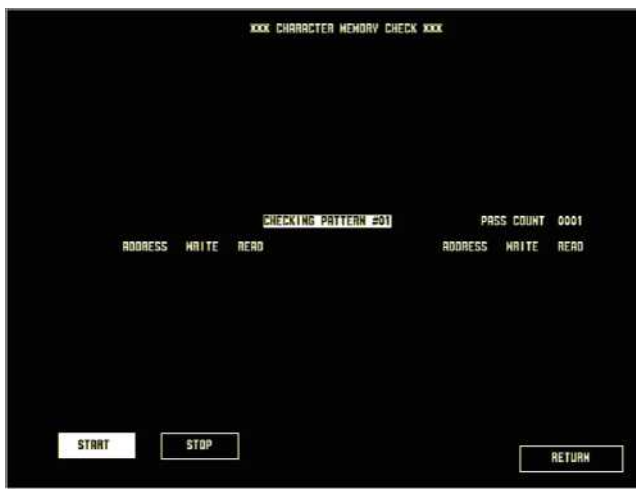 XXX CHARACTER MEMORY CHECK XXX
CHECKING PATTERN #01 PASS COUNT 0001
ADDRESS WRITE READ ADDRESS WRITE READ
START STOP
RETURN